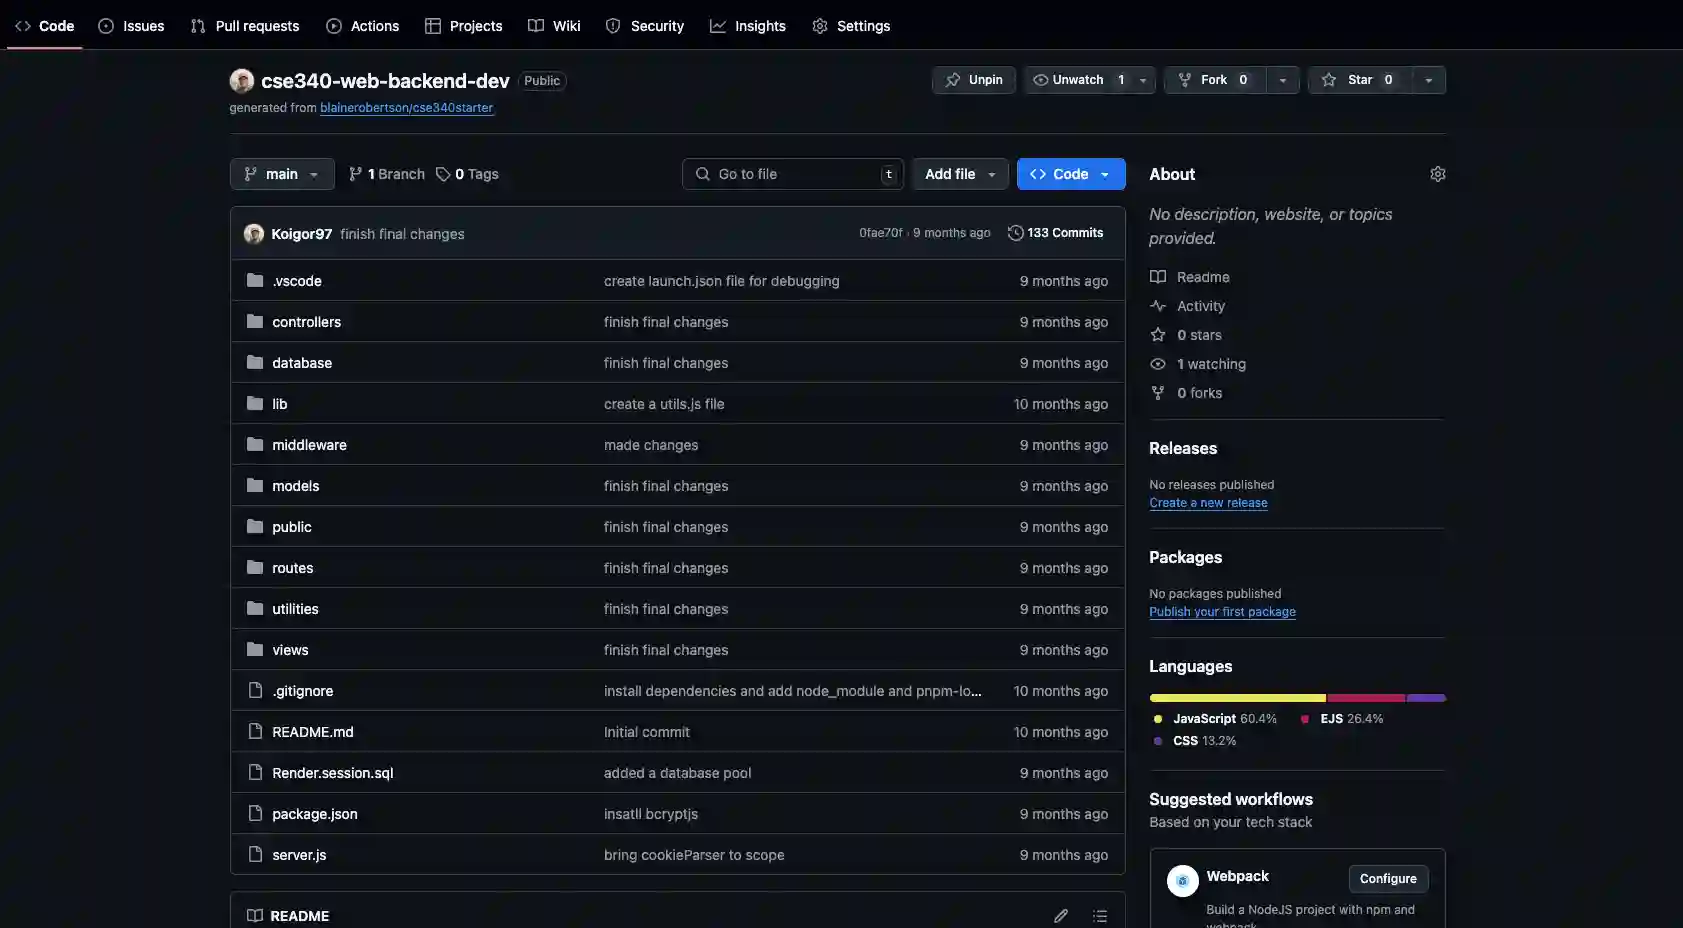 Code Issues Pull requests Actions Projects Wiki Security Insights Settings
cse340-web-backend-dev Public
Unpin Unwatch 1 Fork 0 Star 0
generated from blainerobertson/cse340starter
main 1 Branch 0 Tags Go to file t Add file Code
Koigor97 finish final changes 0fae70f · 9 months ago 133 Commits
.vscode create launch.json file for debugging 9 months ago
controllers finish final changes 9 months ago
database finish final changes 9 months ago
lib create a utils.js file 10 months ago
middleware made changes 9 months ago
models finish final changes 9 months ago
public finish final changes 9 months ago
routes finish final changes 9 months ago
utilities finish final changes 9 months ago
views finish final changes 9 months ago
.gitignore install dependencies and add node_module and pnpm-lo... 10 months ago
README.md Initial commit 10 months ago
Render.session.sql added a database pool 9 months ago
package.json insatll bcryptjs 9 months ago
server.js bring cookieParser to scope 9 months ago
README
About
No description, website, or topics
provided.
Readme
Activity
0 stars
1 watching
0 forks
Releases
No releases published
Create a new release
Packages
No packages published
Publish your first package
Languages
JavaScript 60.4% EJS 26.4%
CSS 13.2%
Suggested workflows
Based on your tech stack
Webpack Configure
Build a NodeJS project with npm and
webpack.